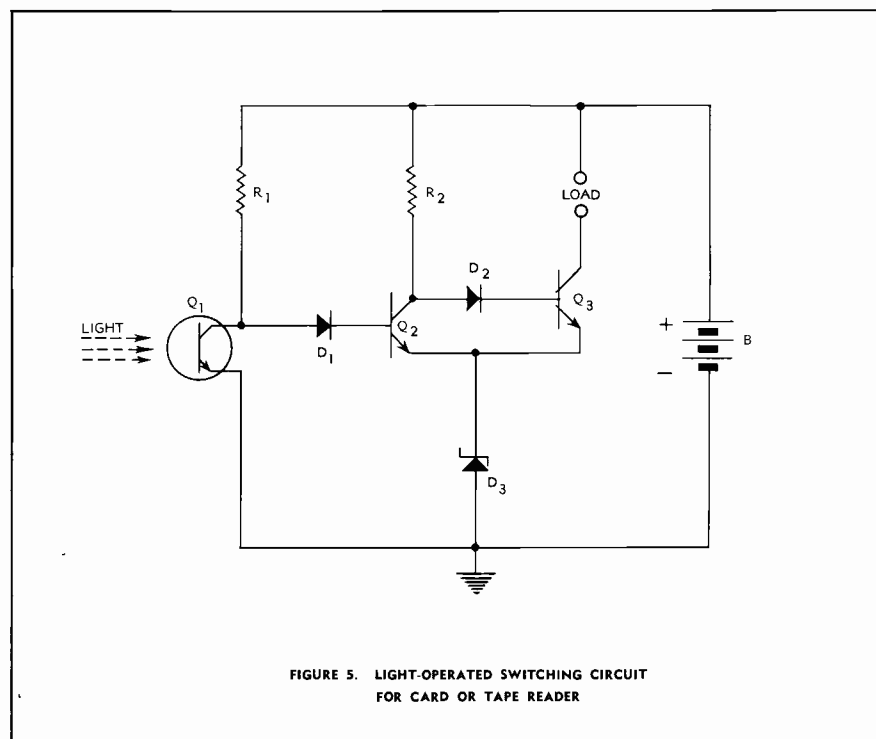 R1
R2
LOAD
D2
Q1
Q3
LIGHT
Q2
D1
+
B
−
D3
FIGURE 5. LIGHT-OPERATED SWITCHING CIRCUIT
FOR CARD OR TAPE READER